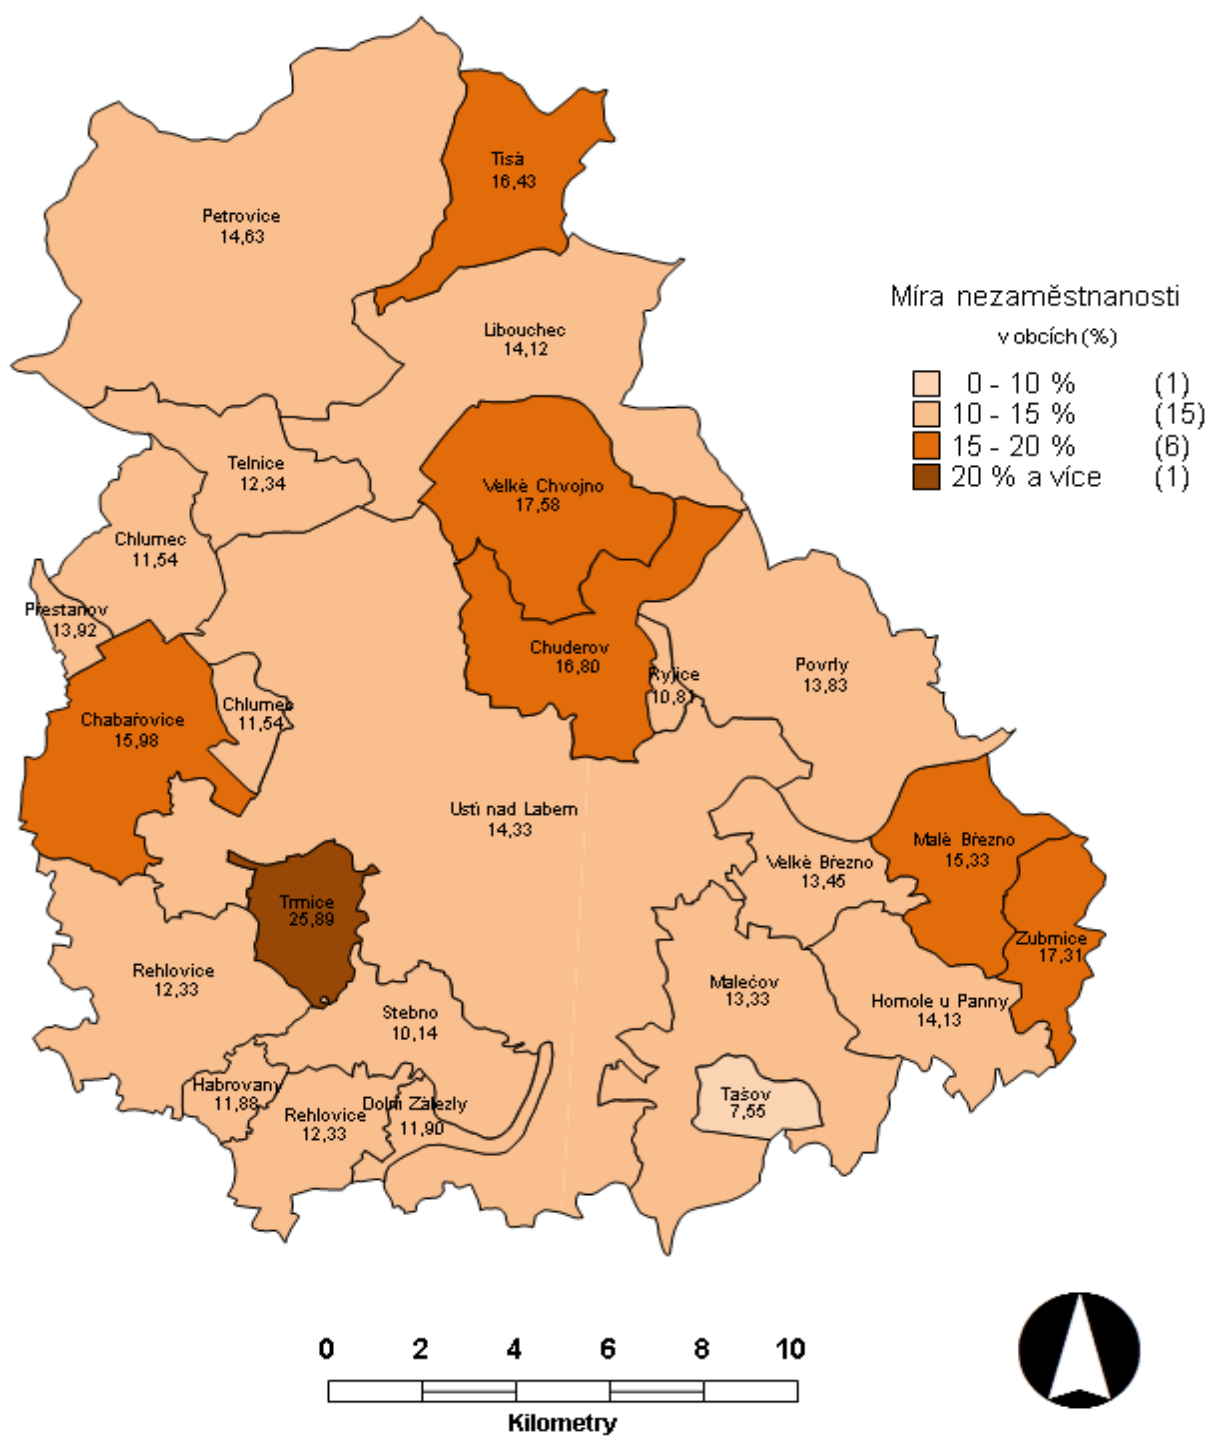 Tisá
16,43
Petrovice
14,63
Míra nezaměstnanosti
v obcích (%)
0 - 10 % (1)
10 - 15 % (15)
15 - 20 % (6)
20 % a více (1)
Libouchec
14,12
Telnice
12,34
Velké Chvojno
17,58
Chlumec
11,54
Přestanov
13,92
Chuderov
16,80
Ryjice
10,81
Povrly
13,83
Chlumec
11,54
Chabařovice
15,98
Usti nad Labem
14,33
Malé Březno
15,33
Velké Březno
13,45
Trmice
25,89
Zubrnice
17,31
Rehlovice
12,33
Malečov
13,33
Homole u Panny
14,13
Stebno
10,14
Habrovany
11,88
Rehlovice
12,33
Dolní Zálezly
11,90
Tašov
7,55
0 2 4 6 8 10
Kilometry